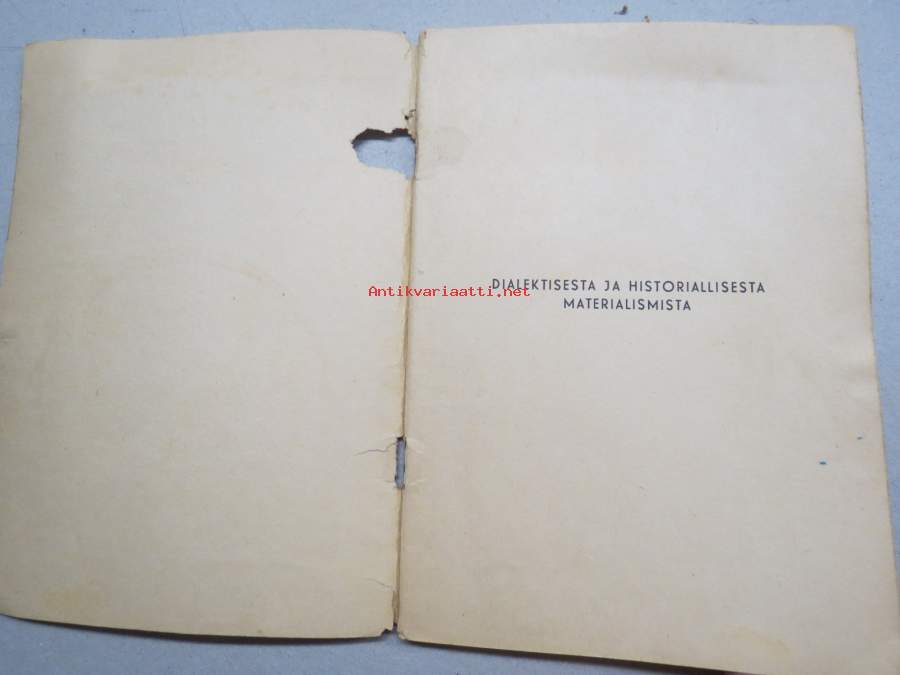 DIALEKTISESTA JA HISTORIALLISESTA
MATERIALISMISTA
Antikvariaatti.net